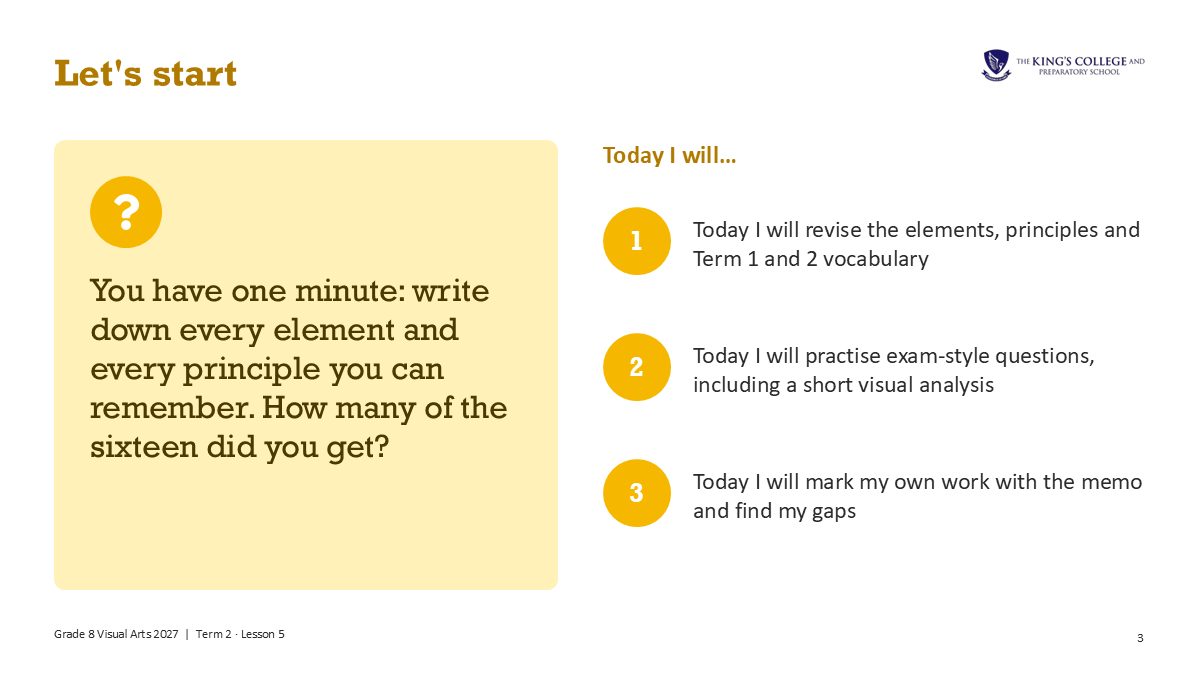 Let's start
THE KING'S COLLEGE AND
PREPARATORY SCHOOL
?
You have one minute: write
down every element and
every principle you can
remember. How many of the
sixteen did you get?
Today I will...
1
Today I will revise the elements, principles and
Term 1 and 2 vocabulary
2
Today I will practise exam-style questions,
including a short visual analysis
3
Today I will mark my own work with the memo
and find my gaps
Grade 8 Visual Arts 2027 | Term 2 · Lesson 5
3